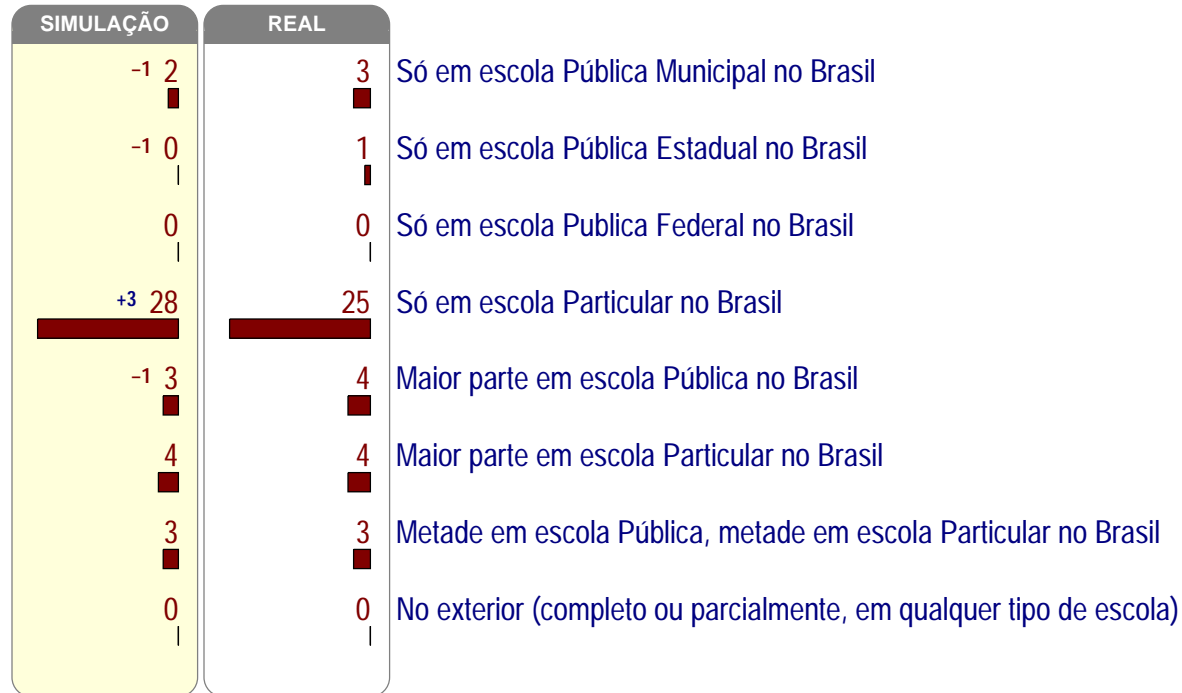 SIMULAÇÃO REAL
–1 2 3 Só em escola Pública Municipal no Brasil
–1 0 1 Só em escola Pública Estadual no Brasil
0 0 Só em escola Publica Federal no Brasil
+3 28 25 Só em escola Particular no Brasil
–1 3 4 Maior parte em escola Pública no Brasil
4 4 Maior parte em escola Particular no Brasil
3 3 Metade em escola Pública, metade em escola Particular no Brasil
0 0 No exterior (completo ou parcialmente, em qualquer tipo de escola)